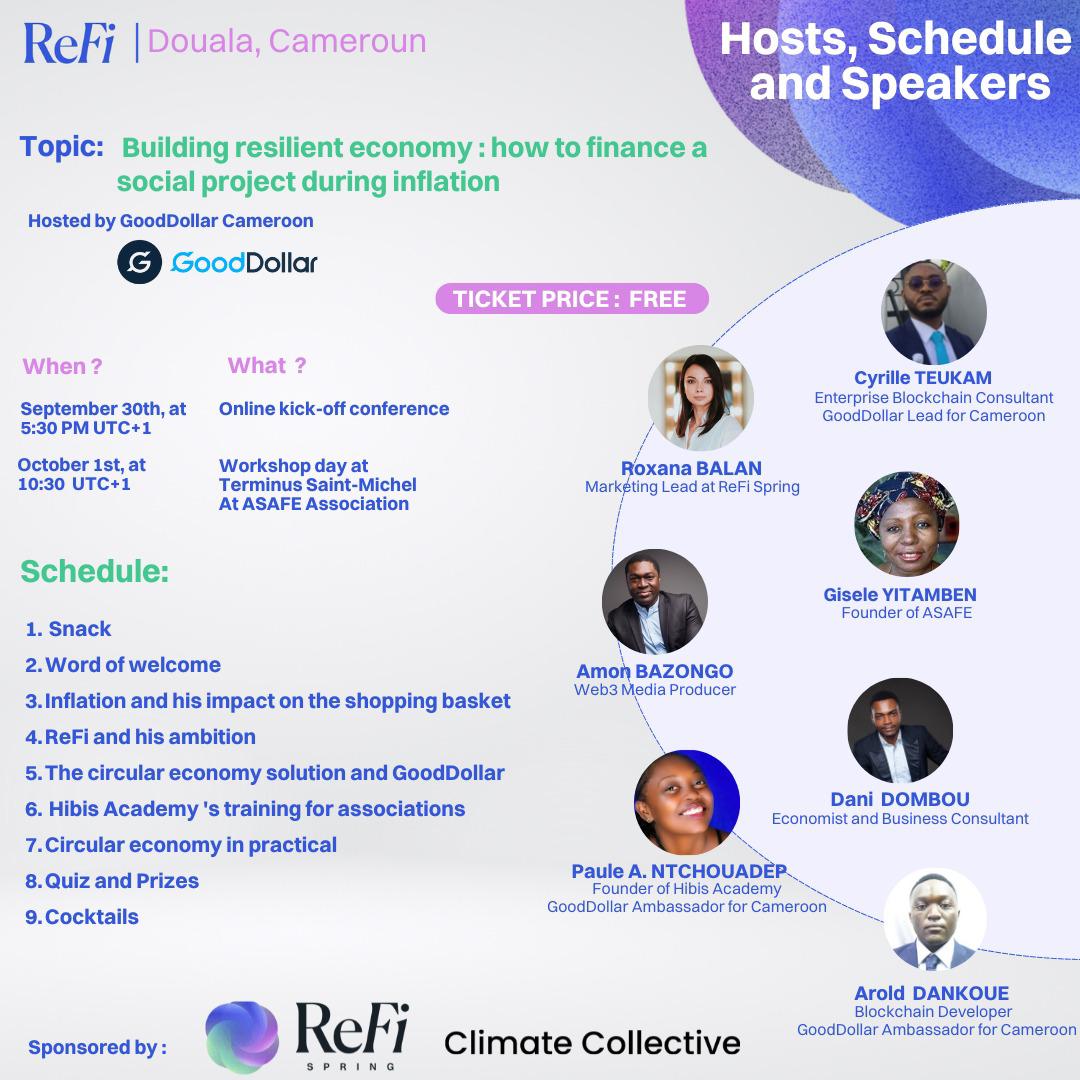 ReFi | Douala, Cameroun
Hosts, Schedule
and Speakers
Topic: Building resilient economy : how to finance a
social project during inflation
Hosted by GoodDollar Cameroon
G GoodDollar
TICKET PRICE : FREE
When ?
What ?
September 30th, at
5:30 PM UTC+1
Online kick-off conference
October 1st, at
10:30 UTC+1
Workshop day at
Terminus Saint-Michel
At ASAFE Association
Schedule:
1. Snack
2. Word of welcome
3. Inflation and his impact on the shopping basket
4. ReFi and his ambition
5. The circular economy solution and GoodDollar
6. Hibis Academy 's training for associations
7. Circular economy in practical
8. Quiz and Prizes
9. Cocktails
Cyrille TEUKAM
Enterprise Blockchain Consultant
GoodDollar Lead for Cameroon
Roxana BALAN
Marketing Lead at ReFi Spring
Gisele YITAMBEN
Founder of ASAFE
Amon BAZONGO
Web3 Media Producer
Dani DOMBOU
Economist and Business Consultant
Paule A. NTCHOUADEP
Founder of Hibis Academy
GoodDollar Ambassador for Cameroon
Arold DANKOUE
Blockchain Developer
GoodDollar Ambassador for Cameroon
Sponsored by :
ReFi
SPRING
Climate Collective